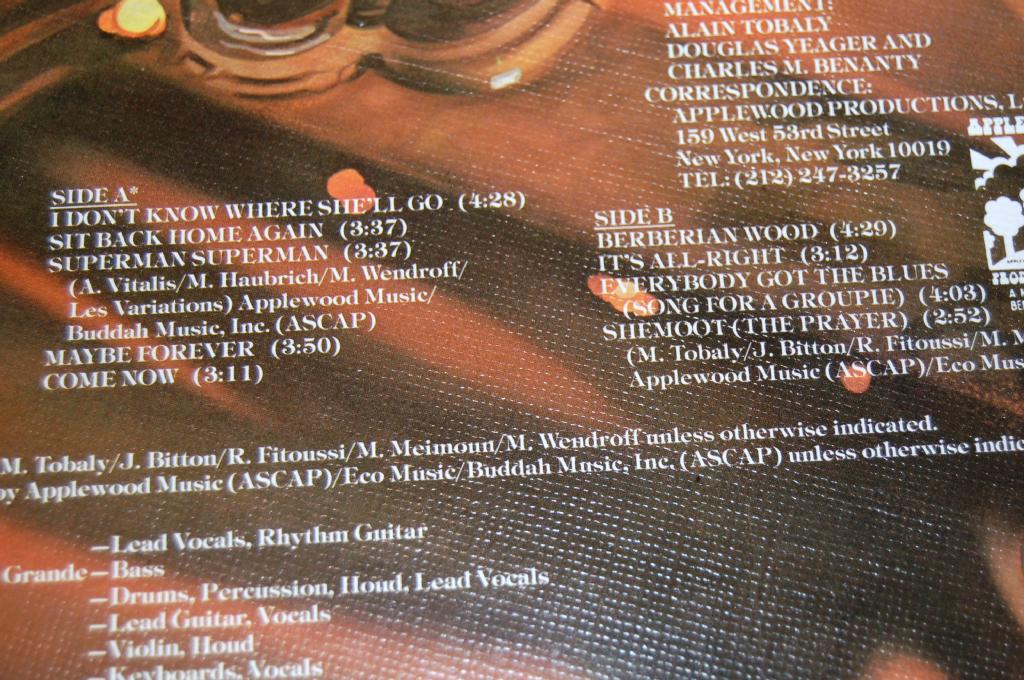 MANAGEMENT:
ALAIN TOBALY
DOUGLAS YEAGER AND
CHARLES M. BENANTY
CORRESPONDENCE:
APPLEWOOD PRODUCTIONS,
159 West 53rd Street
New York, New York 10019
TEL: (212) 247-3257
SIDE A*
I DON'T KNOW WHERE SHE'LL GO (4:28)
SIT BACK HOME AGAIN (3:37)
SUPERMAN SUPERMAN (3:37)
(A. Vitalis/M. Haubrich/M. Wendroff/
Les Variations) Applewood Music/
Buddah Music, Inc. (ASCAP)
MAYBE FOREVER (3:50)
COME NOW (3:11)
SIDE B
BERBERIAN WOOD (4:29)
IT'S ALL-RIGHT (3:12)
EVERYBODY GOT THE BLUES
(SONG FOR A GROUPIE) (4:03)
SHEMOOT (THE PRAYER) (2:52)
(M. Tobaly/J. Bitton/R. Fitoussi/M.
Applewood Music (ASCAP)/Eco
M. Tobaly/J. Bitton/R. Fitoussi/M. Meimoun/M. Wendroff unless otherwise indicated.
Applewood Music (ASCAP)/Eco Music/Buddah Music, Inc. (ASCAP) unless otherwise
—Lead Vocals, Rhythm Guitar
Grande—Bass
—Drums, Percussion, Houd, Lead Vocals
—Lead Guitar, Vocals
—Violin, Houd
—Keyboards, Vocals